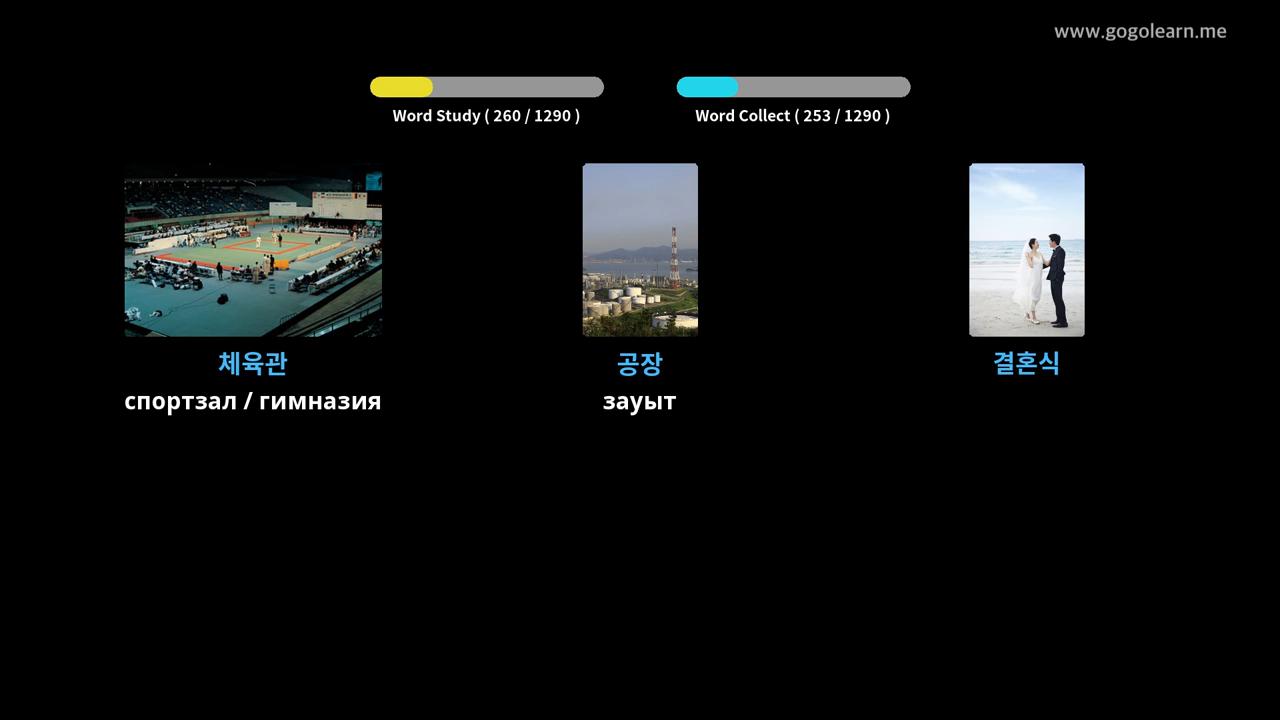 www.gogolearn.me
Word Study ( 260 / 1290 )
Word Collect ( 253 / 1290 )
체육관
공장
결혼식
спортзал / гимназия
зауыт